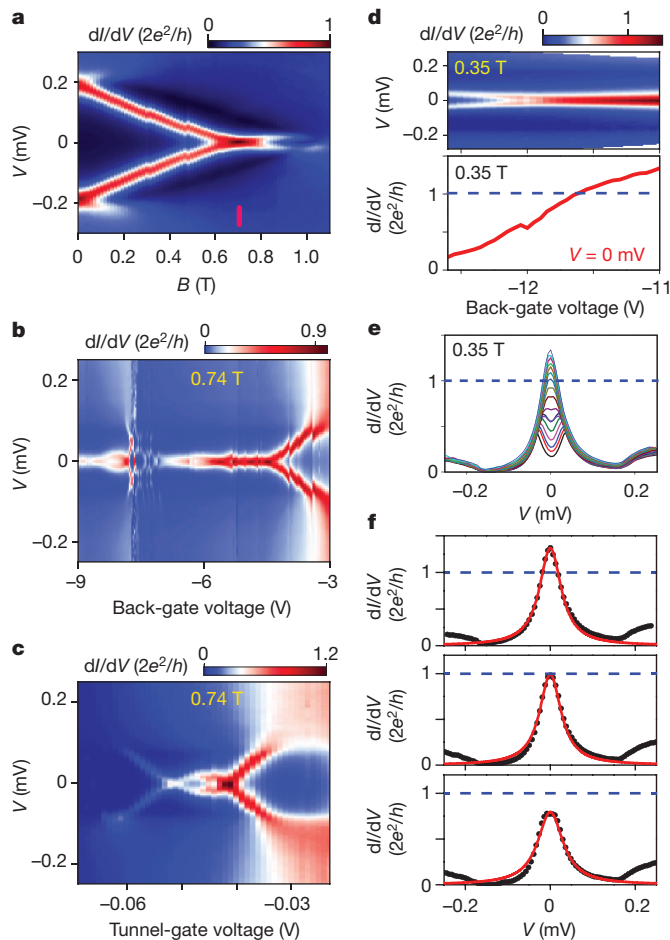 a
dI/dV (2e²/h)
0
1
0.2
0
−0.2
V (mV)
0
0.2
0.4
0.6
0.8
1.0
B (T)
b
dI/dV (2e²/h)
0
0.9
0.74 T
0.2
0
−0.2
V (mV)
−9
−6
−3
Back-gate voltage (V)
c
dI/dV (2e²/h)
0
1.2
0.74 T
0.2
0
−0.2
V (mV)
−0.06
−0.03
Tunnel-gate voltage (V)
d
dI/dV (2e²/h)
0
1
0.35 T
0.2
0
−0.2
V (mV)
0.35 T
1
0
dI/dV
(2e²/h)
V = 0 mV
−12
−11
Back-gate voltage (V)
e
0.35 T
1
0
dI/dV (2e²/h)
−0.2
0
0.2
V (mV)
f
1
0
dI/dV
(2e²/h)
1
0
dI/dV
(2e²/h)
1
0
dI/dV
(2e²/h)
−0.2
0
0.2
V (mV)